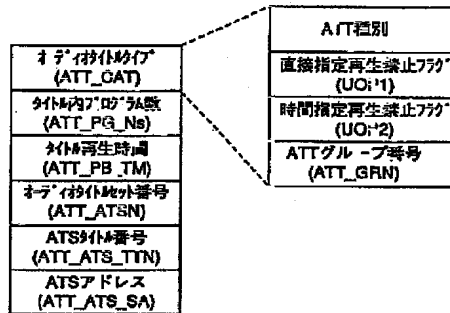 オーディオタイトルタイプ
(ATT_CAT)
タイトル内プログラム数
(ATT_PG_Ns)
タイトル再生時間
(ATT_PB_TM)
オーディオタイトルセット番号
(ATT_ATSN)
ATSタイトル番号
(ATT_ATS_TTN)
ATSアドレス
(ATT_ATS_SA)
ATT種別
直接指定再生禁止フラグ
(UOP1)
時間指定再生禁止フラグ
(UOP2)
ATTグループ番号
(ATT_GRN)